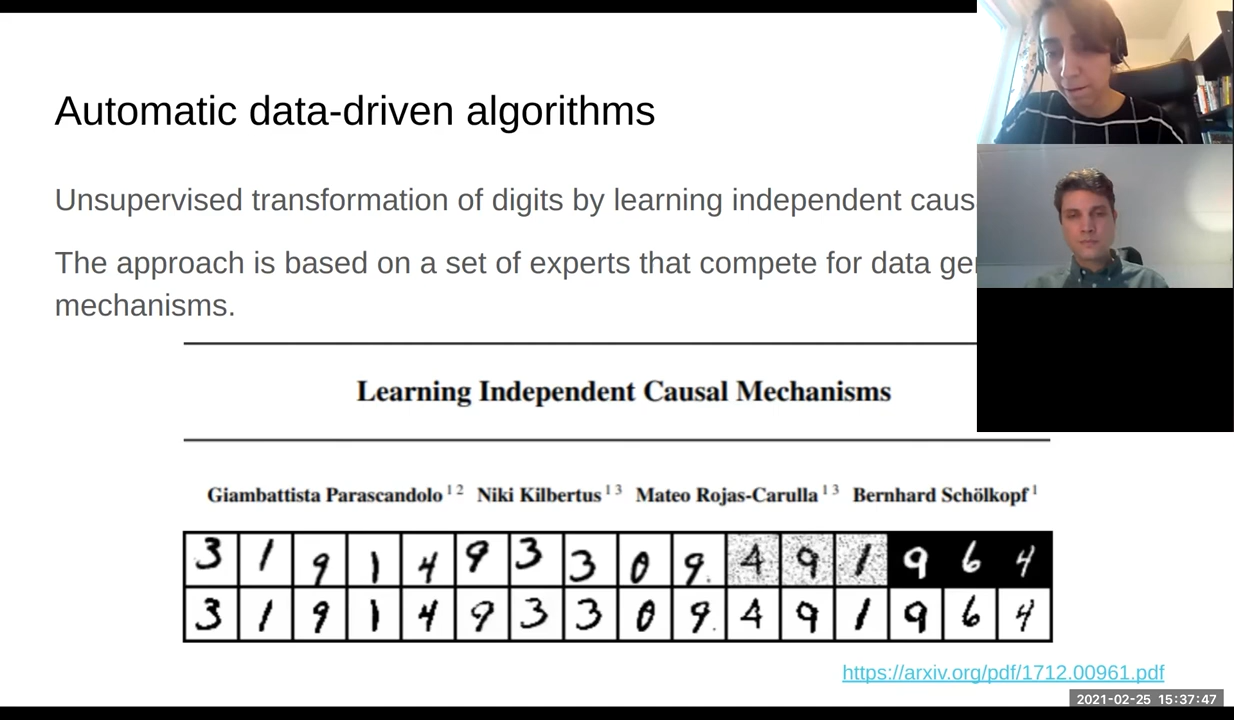 Automatic data-driven algorithms
Unsupervised transformation of digits by learning independent
The approach is based on a set of experts that compete for data
mechanisms.
Learning Independent Causal Mechanisms
Giambattista Parascandolo 1 2 Niki Kilbertus 1 3 Mateo Rojas-Carulla 1 3 Bernhard Schölkopf 1
3 1 9 1 4 9 3 3 0 9. 4 9 1 9 6 4
3 1 9 1 4 9 3 3 0 9. 4 9 1 9 6 4
https://arxiv.org/pdf/1712.00961.pdf
2021-02-25 15:37:47